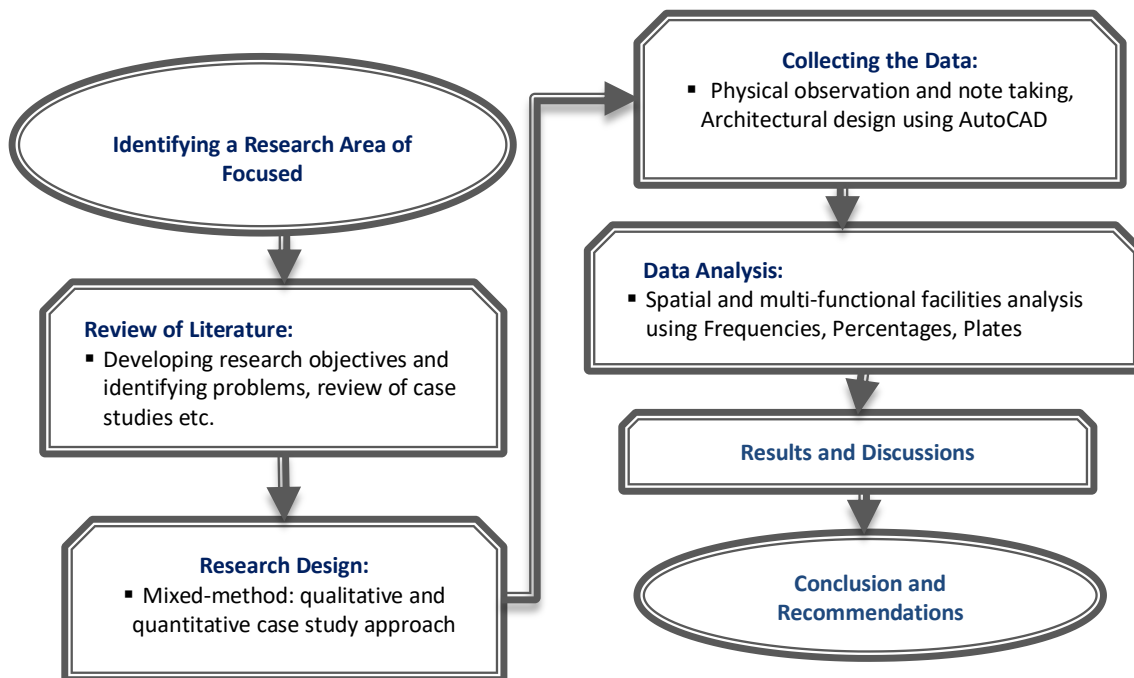 Identifying a Research Area of
Focused
Review of Literature:
▪ Developing research objectives and
identifying problems, review of case
studies etc.
Research Design:
▪ Mixed-method: qualitative and
quantitative case study approach
Collecting the Data:
▪ Physical observation and note taking,
Architectural design using AutoCAD
Data Analysis:
▪ Spatial and multi-functional facilities analysis
using Frequencies, Percentages, Plates
Results and Discussions
Conclusion and
Recommendations